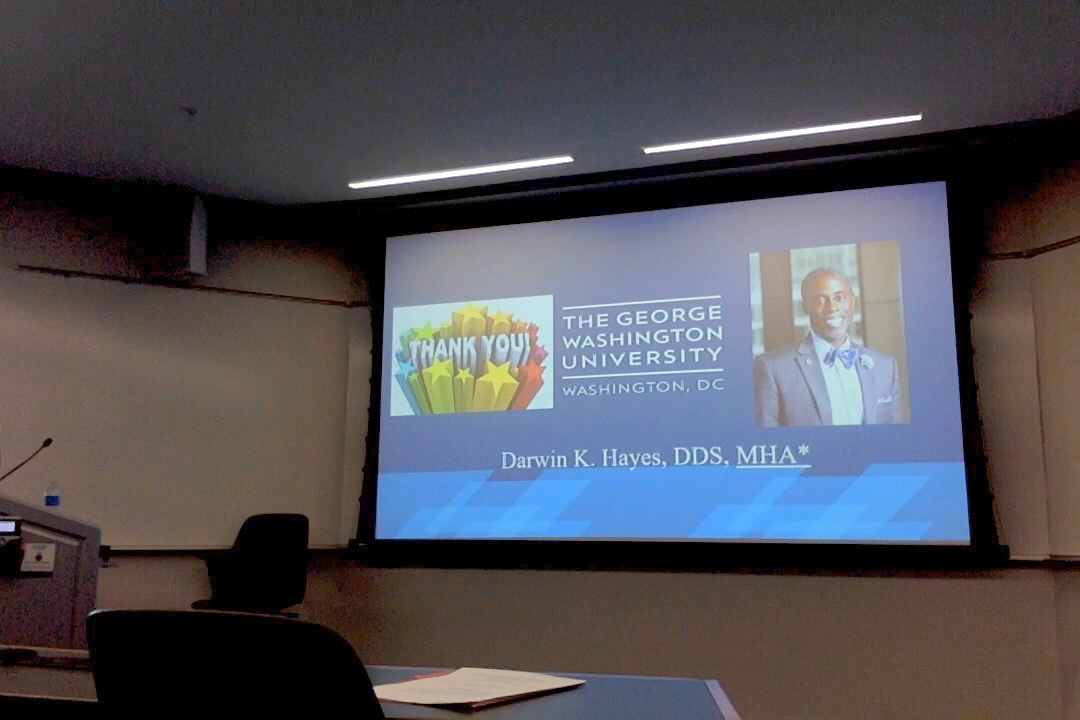 THANK YOU!
THE GEORGE
WASHINGTON
UNIVERSITY
WASHINGTON, DC
Darwin K. Hayes, DDS, MHA*